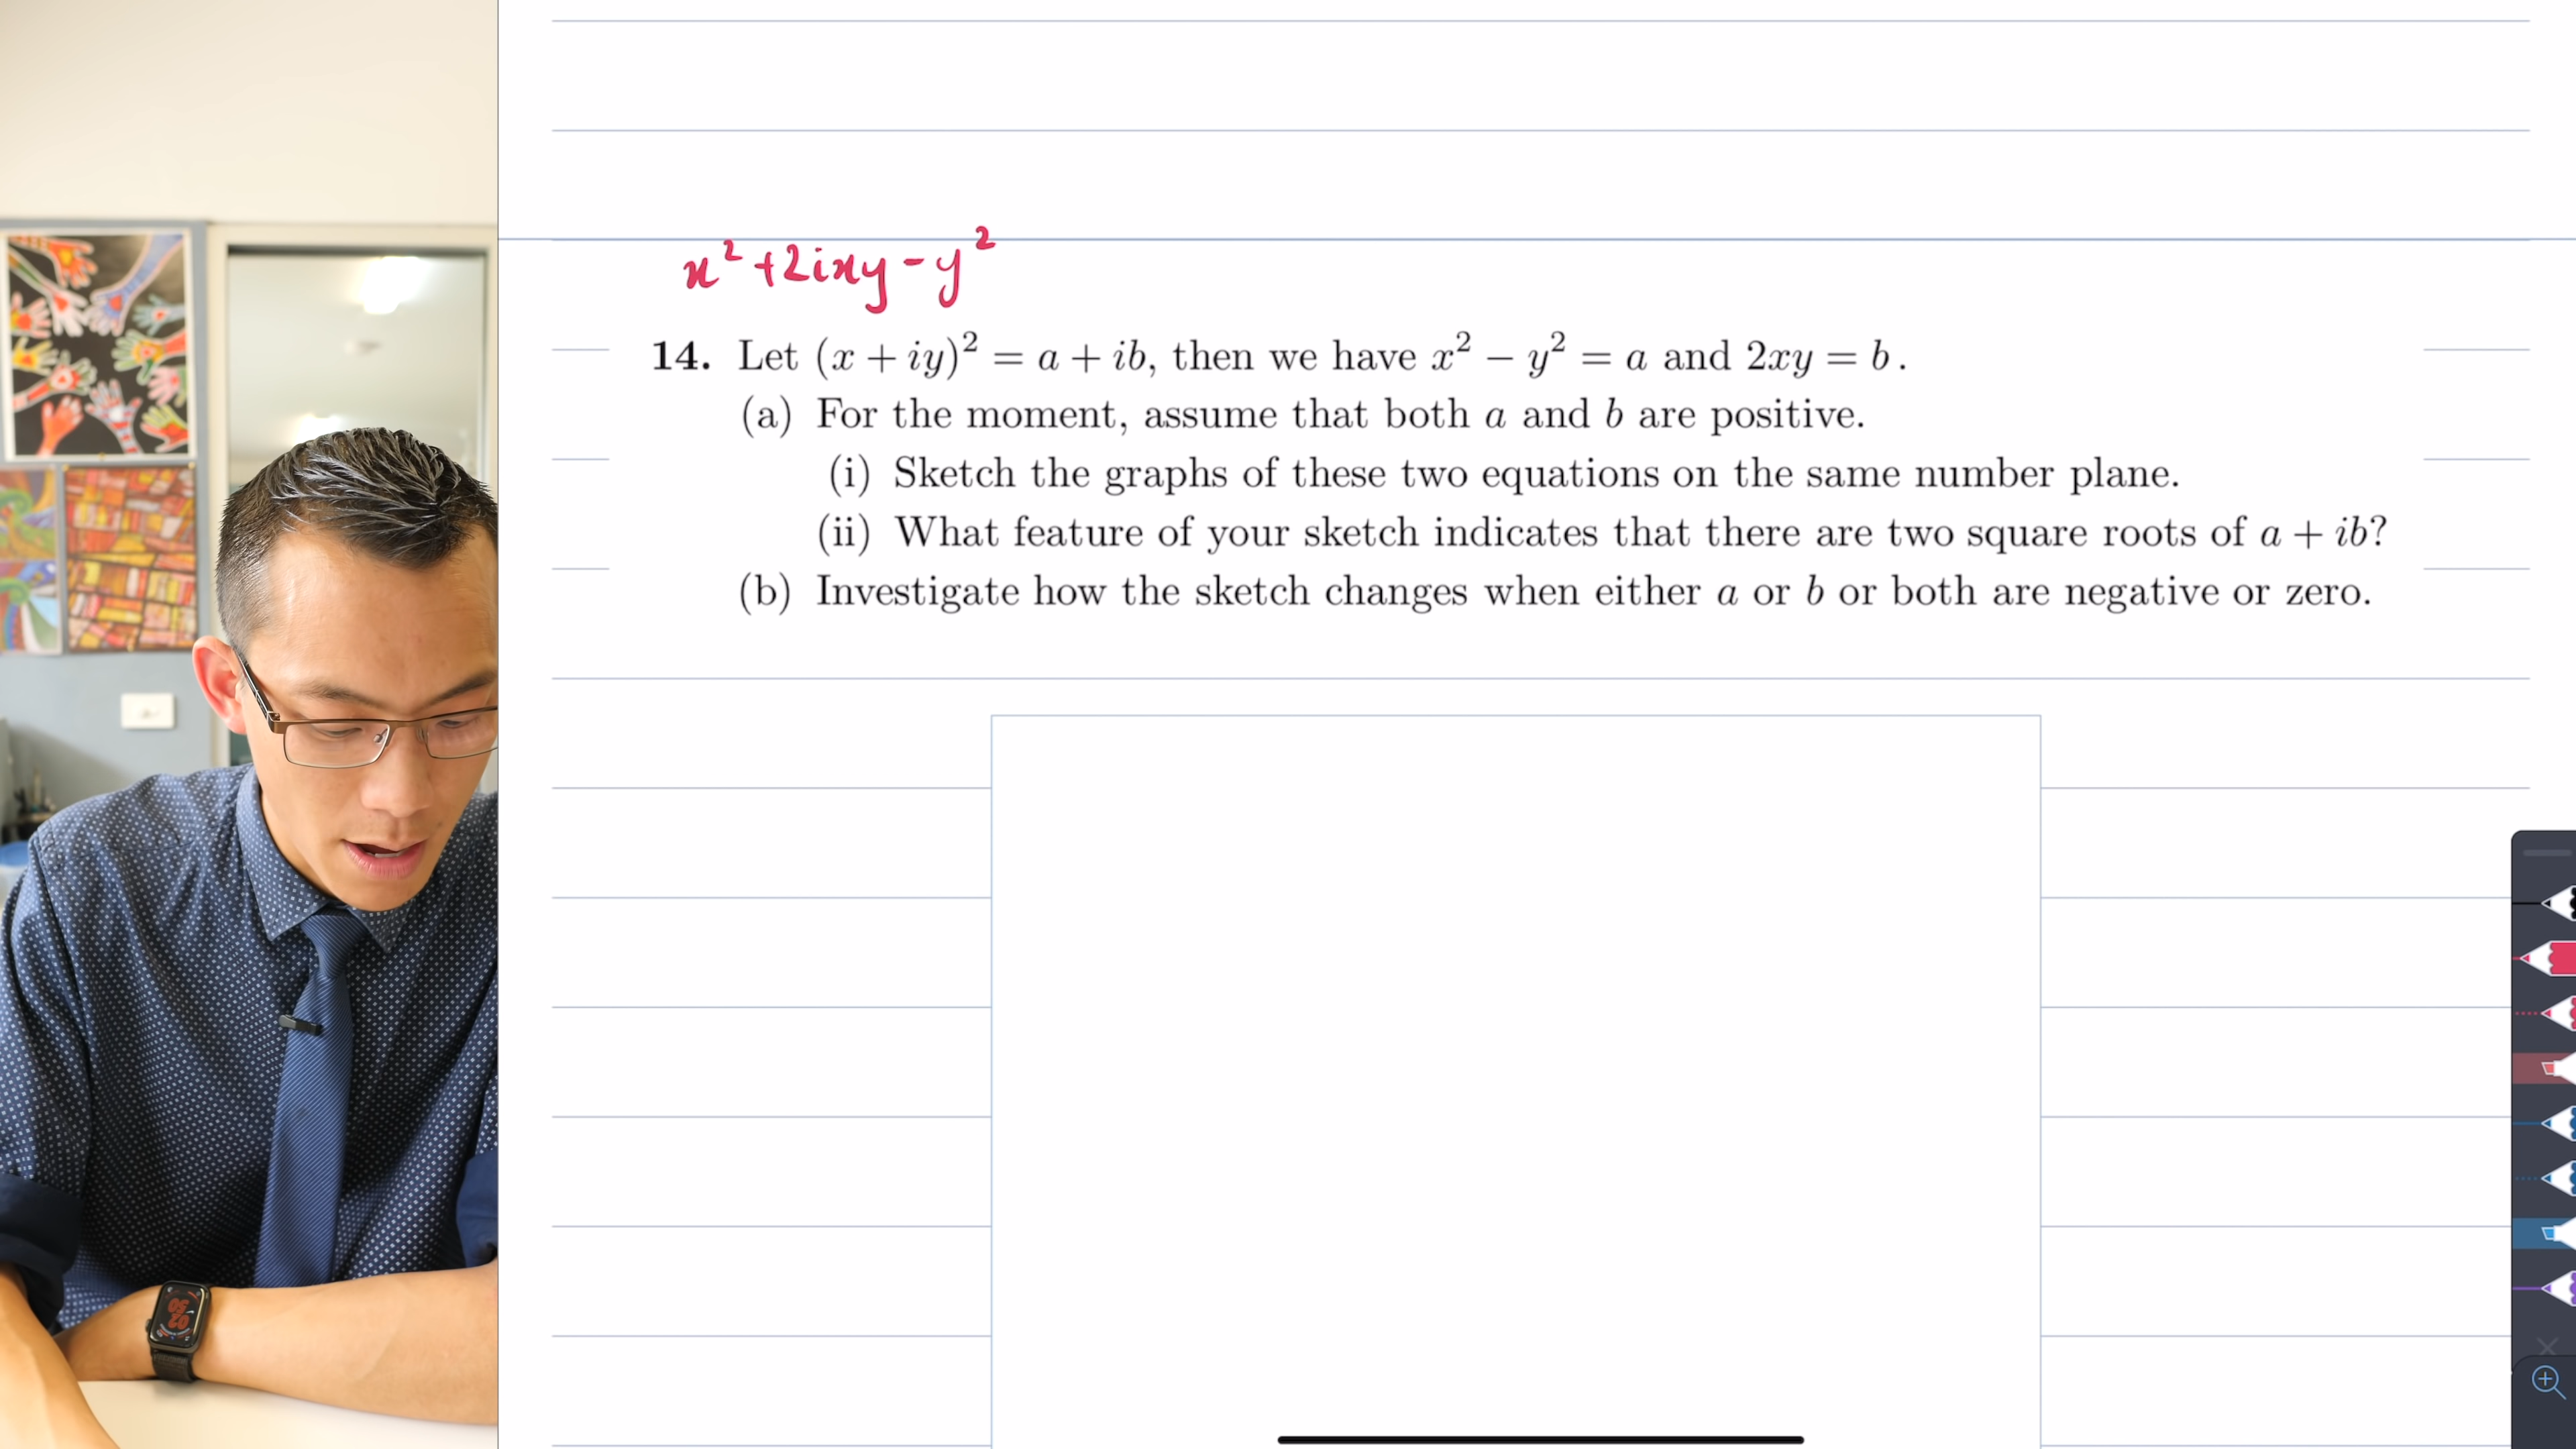 x² + 2ixy - y²
14. Let (x + iy)² = a + ib, then we have x² − y² = a and 2xy = b .
(a) For the moment, assume that both a and b are positive.
(i) Sketch the graphs of these two equations on the same number plane.
(ii) What feature of your sketch indicates that there are two square roots of a + ib?
(b) Investigate how the sketch changes when either a or b or both are negative or zero.